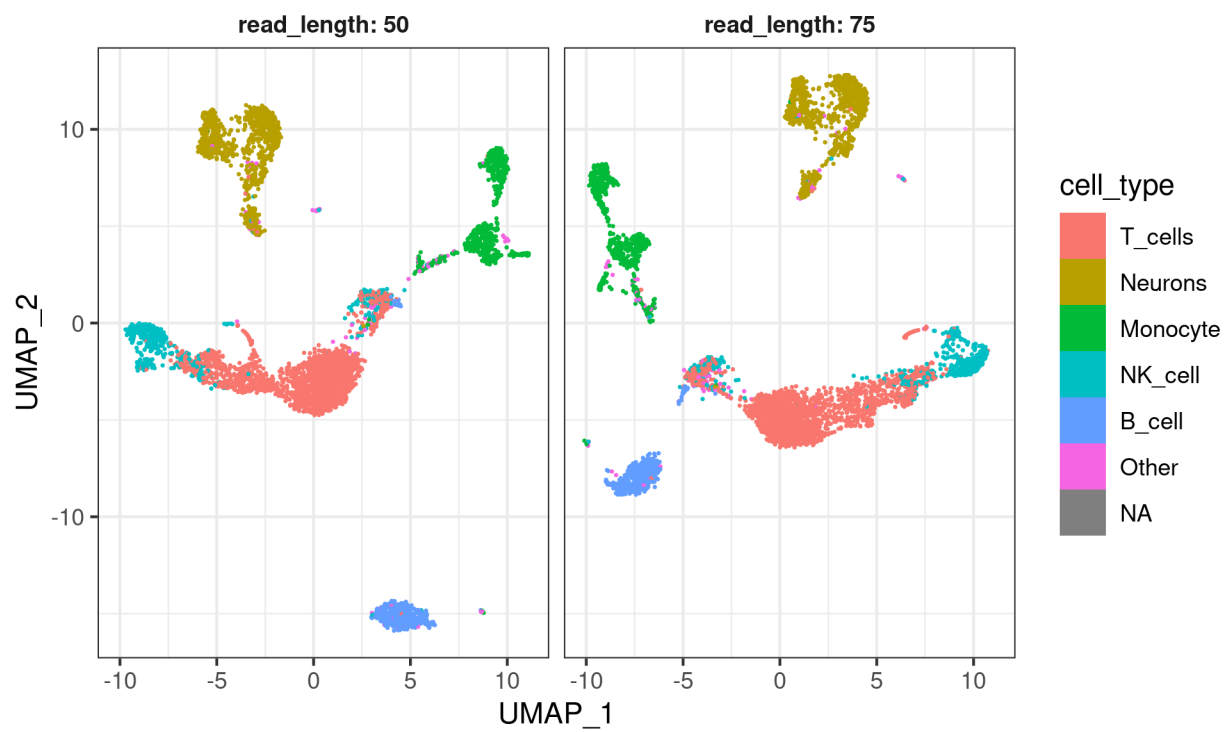 read_length: 50
read_length: 75
10
0
-10
UMAP_2
-10
-5
0
5
10
-10
-5
0
5
10
UMAP_1
cell_type
T_cells
Neurons
Monocyte
NK_cell
B_cell
Other
NA